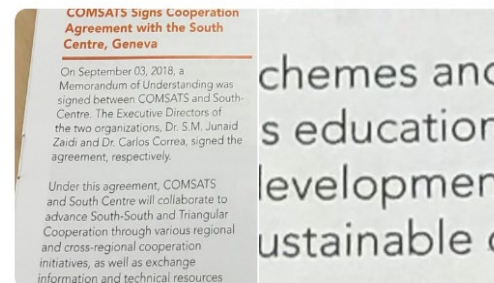 COMSATS Signs Cooperation
Agreement with the South
Centre, Geneva
On September 03, 2018, a
Memorandum of Understanding was
signed between COMSATS and South-
Centre. The Executive Directors of
the two organizations, Dr. S.M. Junaid
Zaidi and Dr. Carlos Correa, signed the
agreement, respectively.
Under this agreement, COMSATS
and South Centre will collaborate to
advance South-South and Triangular
Cooperation through various regional
and cross-regional cooperation
initiatives, as well as exchange
information and technical resources
chemes and
s education
levelopmen
ustainable